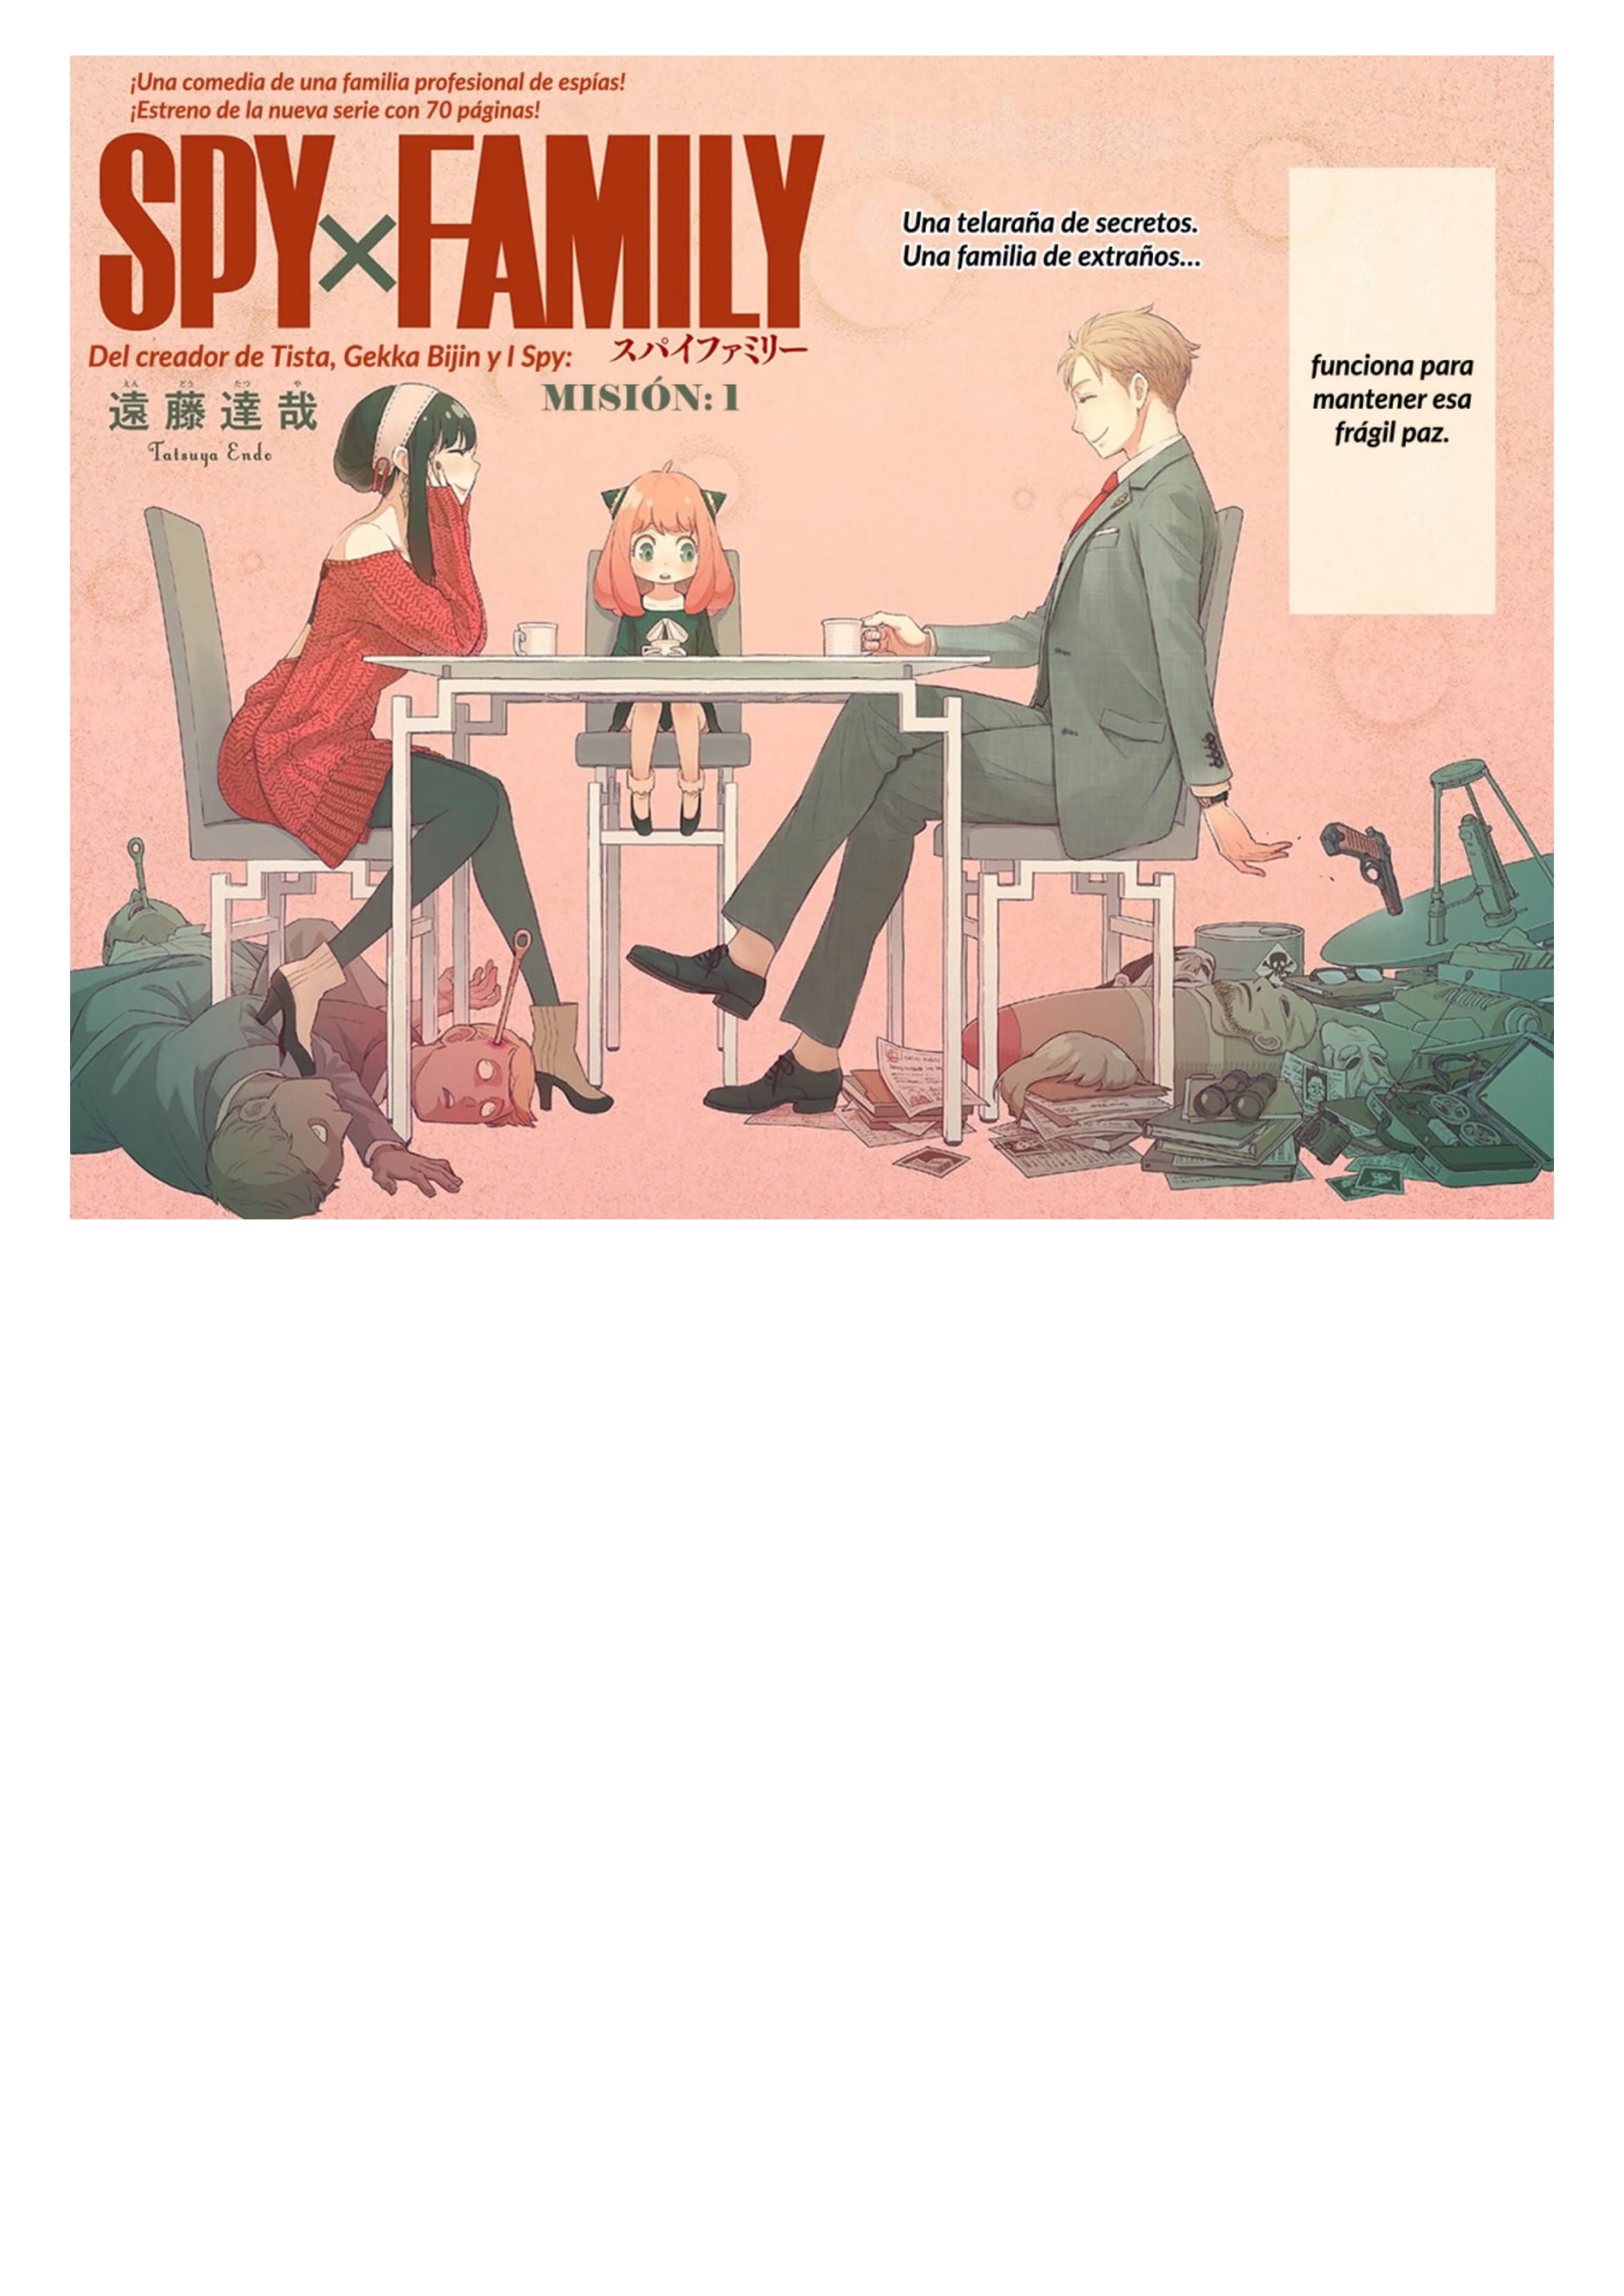 ¡Una comedia de una familia profesional de espías!
¡Estreno de la nueva serie con 70 páginas!
SPY×FAMILY
スパイファミリー
Del creador de Tista, Gekka Bijin y I Spy:
MISIÓN: 1
えん どう たつ や
遠藤達哉
Tatsuya Endo
Una telaraña de secretos.
Una familia de extraños...
funciona para
mantener esa
frágil paz.